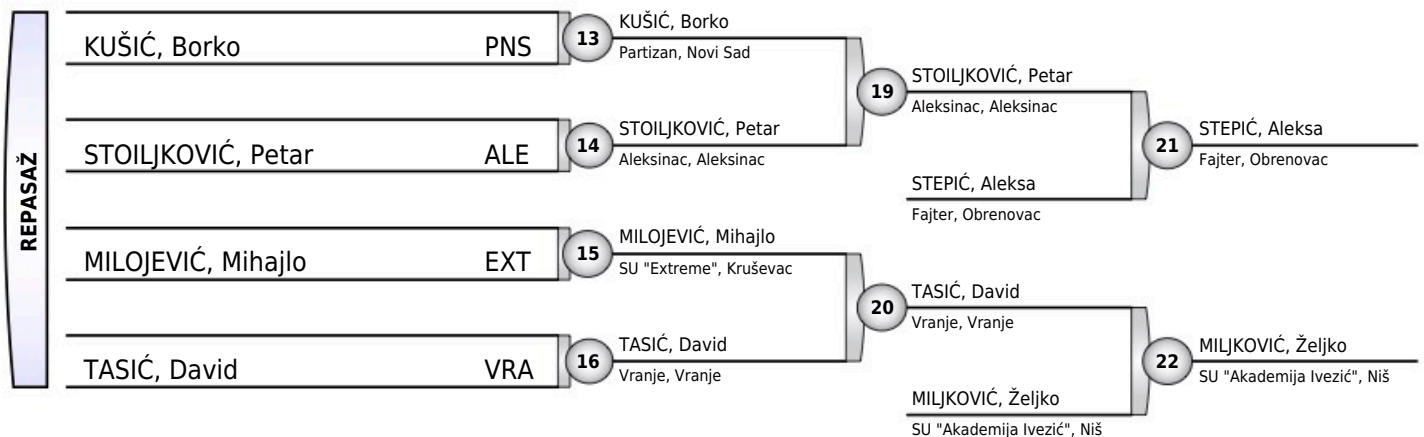 REPASAŽ
KUŠIĆ, Borko PNS
STOILJKOVIĆ, Petar ALE
MILOJEVIĆ, Mihajlo EXT
TASIĆ, David VRA
13
KUŠIĆ, Borko
Partizan, Novi Sad
14
STOILJKOVIĆ, Petar
Aleksinac, Aleksinac
15
MILOJEVIĆ, Mihajlo
SU "Extreme", Kruševac
16
TASIĆ, David
Vranje, Vranje
19
STOILJKOVIĆ, Petar
Aleksinac, Aleksinac
STEPIĆ, Aleksa
Fajter, Obrenovac
20
TASIĆ, David
Vranje, Vranje
MILJKOVIĆ, Željko
SU "Akademija Ivezić", Niš
21
STEPIĆ, Aleksa
Fajter, Obrenovac
22
MILJKOVIĆ, Željko
SU "Akademija Ivezić", Niš